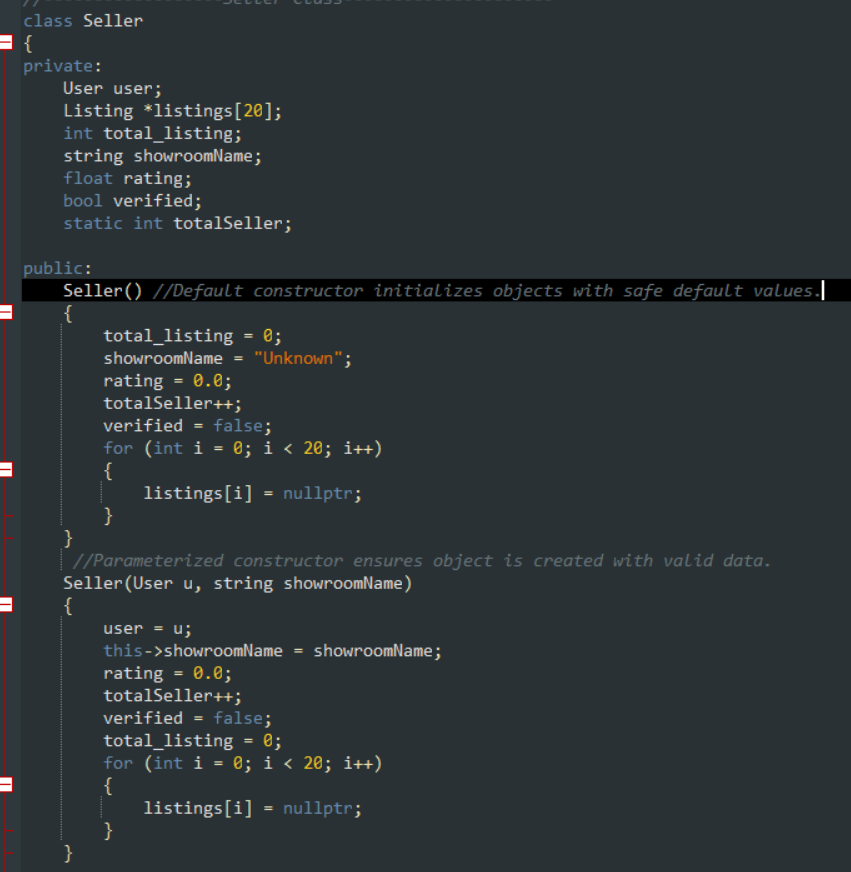 //------------------Seller Class---------------------
class Seller
{
private:
    User user;
    Listing *listings[20];
    int total_listing;
    string showroomName;
    float rating;
    bool verified;
    static int totalSeller;

public:
    Seller() //Default constructor initializes objects with safe default values.
    {
        total_listing = 0;
        showroomName = "Unknown";
        rating = 0.0;
        totalSeller++;
        verified = false;
        for (int i = 0; i < 20; i++)
        {
            listings[i] = nullptr;
        }
    }
     //Parameterized constructor ensures object is created with valid data.
    Seller(User u, string showroomName)
    {
        user = u;
        this->showroomName = showroomName;
        rating = 0.0;
        totalSeller++;
        verified = false;
        total_listing = 0;
        for (int i = 0; i < 20; i++)
        {
            listings[i] = nullptr;
        }
    }